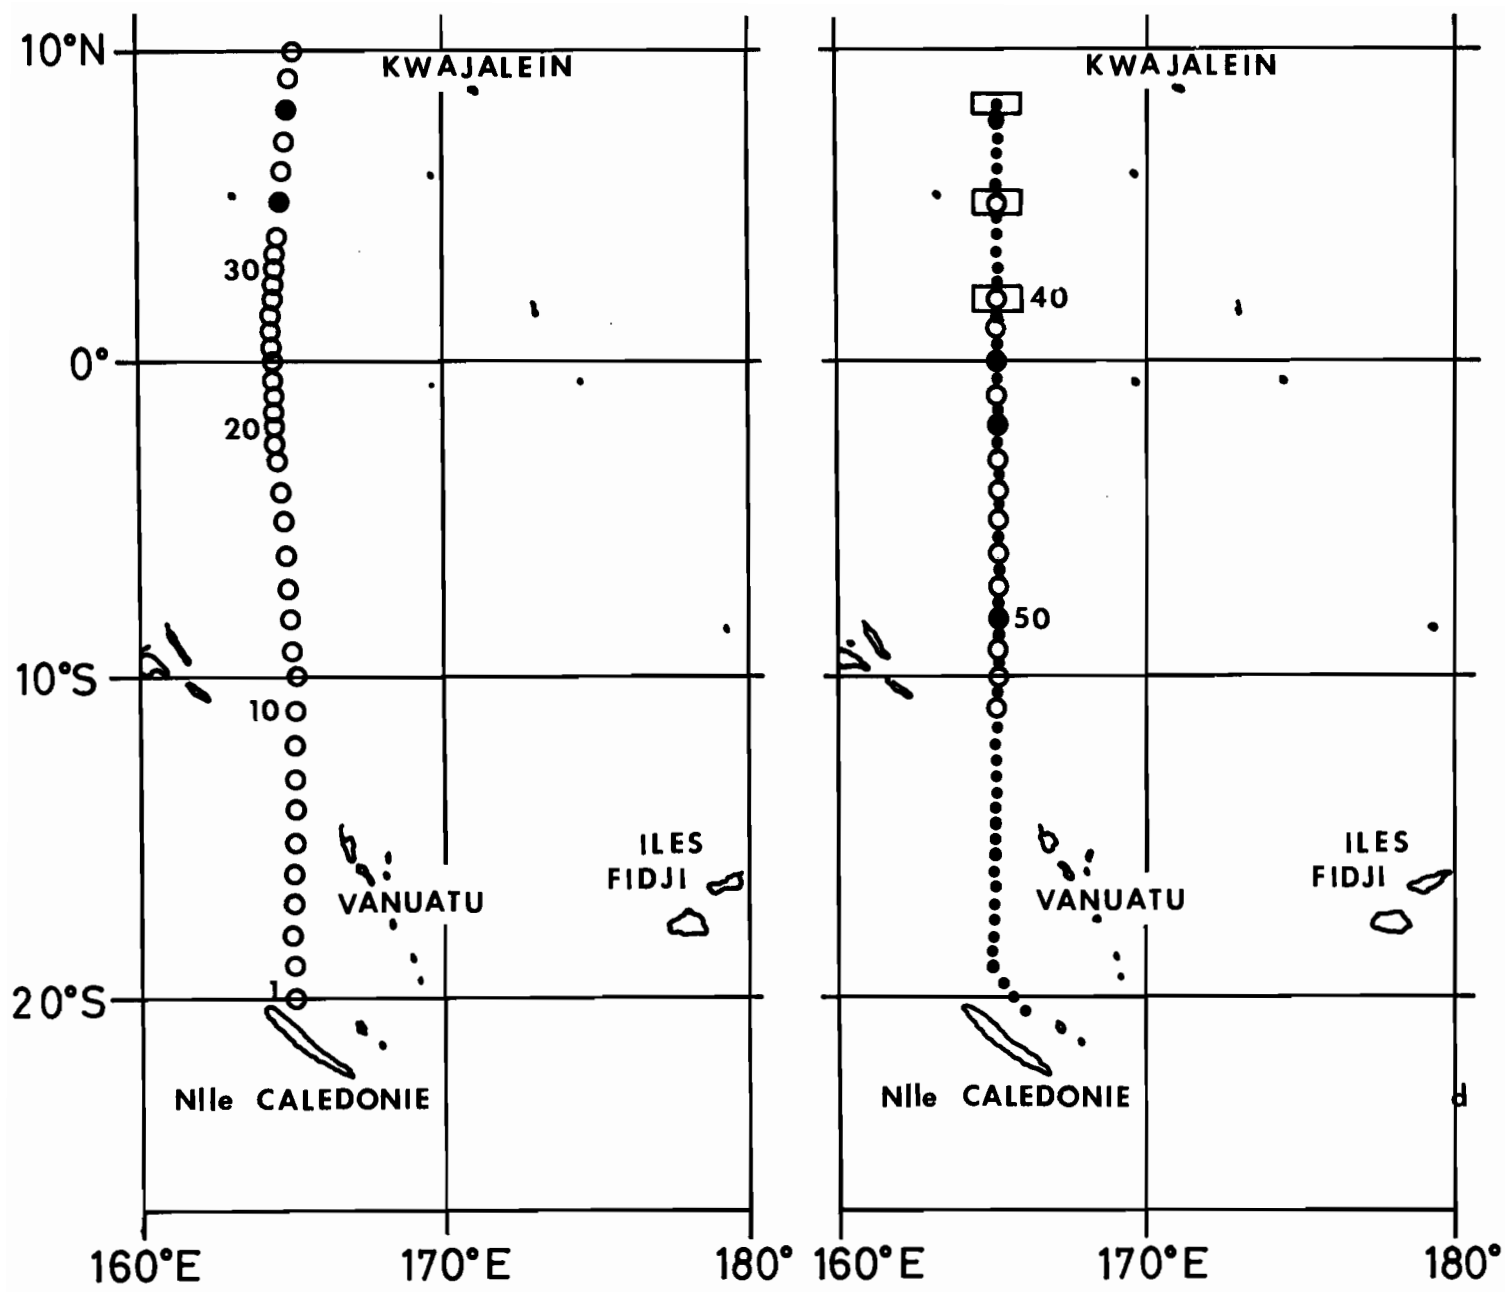 10°N
KWAJALEIN
30
0°
20
10°S
10
ILES
FIDJI
VANUATU
1
20°S
Nlle CALEDONIE
160°E
170°E
180°
KWAJALEIN
40
50
ILES
FIDJI
VANUATU
Nlle CALEDONIE
d
160°E
170°E
180°